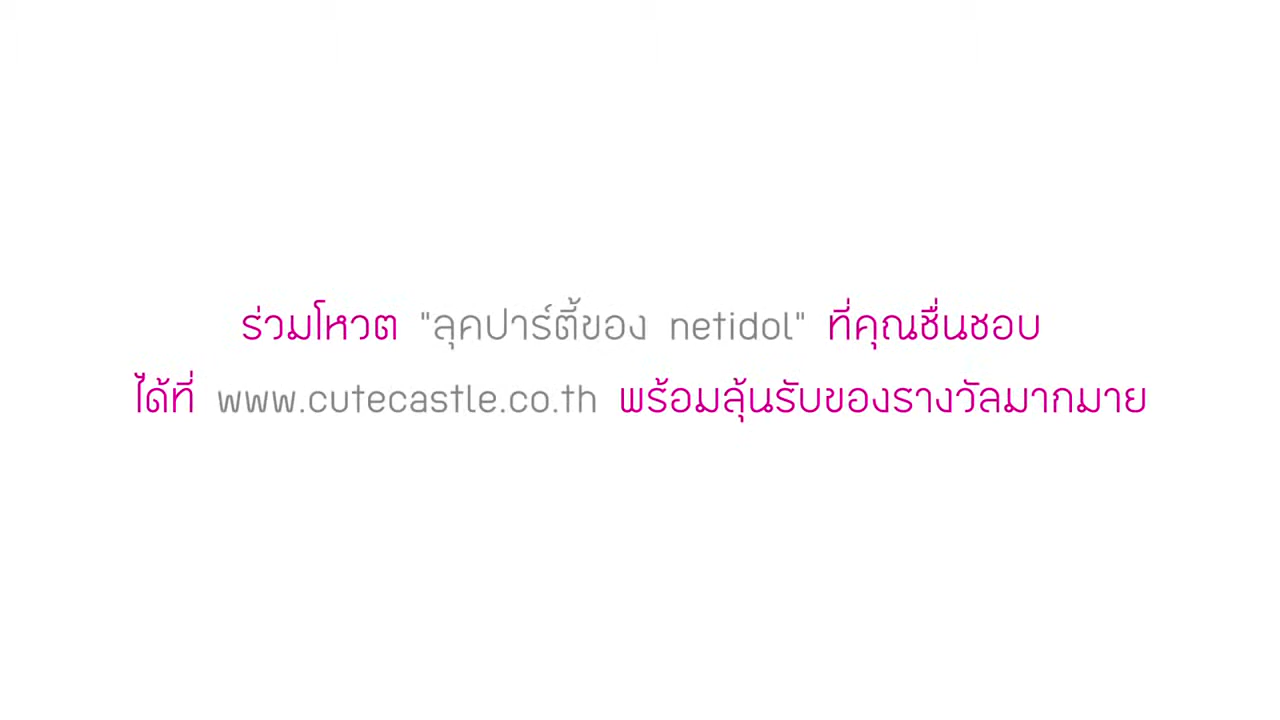 ร่วมโหวต "ลุคปาร์ตี้ของ netidol" ที่คุณชื่นชอบ
ได้ที่ www.cutecastle.co.th พร้อมลุ้นรับของรางวัลมากมาย